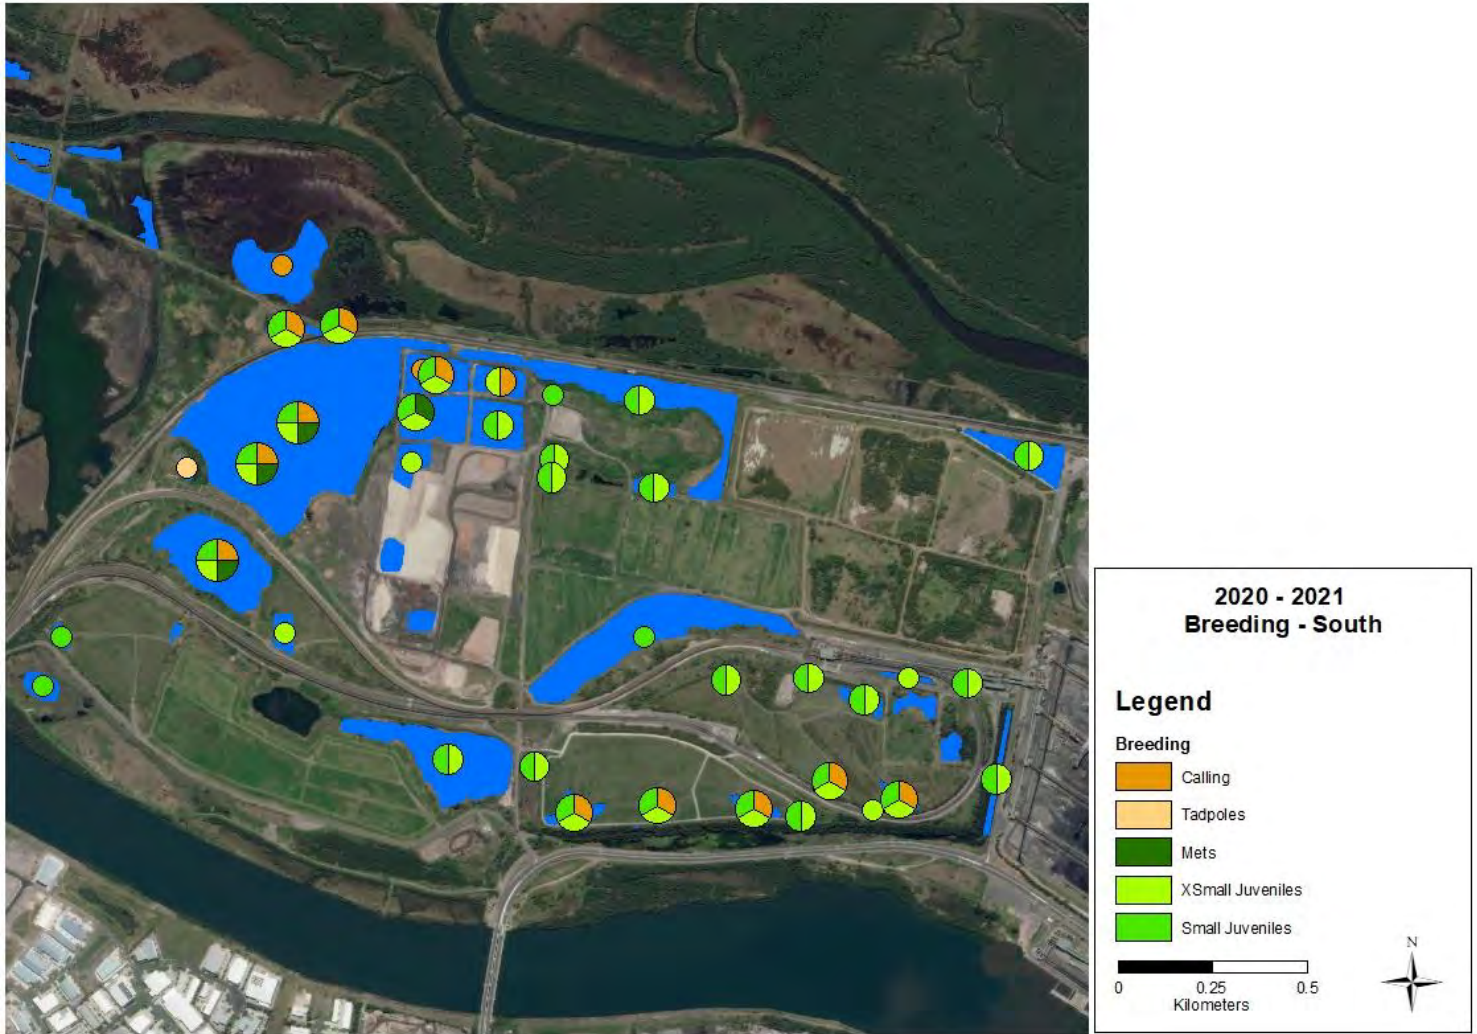 2020 - 2021
Breeding - South
Legend
Breeding
Calling
Tadpoles
Mets
XSmall Juveniles
Small Juveniles
0 0.25 0.5
Kilometers
N